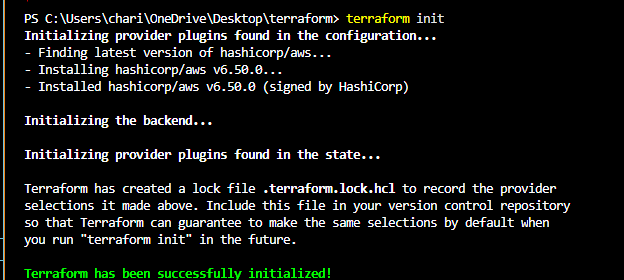 PS C:\Users\chari\OneDrive\Desktop\terraform> terraform init
Initializing provider plugins found in the configuration...
- Finding latest version of hashicorp/aws...
- Installing hashicorp/aws v6.50.0...
- Installed hashicorp/aws v6.50.0 (signed by HashiCorp)
Initializing the backend...
Initializing provider plugins found in the state...
Terraform has created a lock file .terraform.lock.hcl to record the provider
selections it made above. Include this file in your version control repository
so that Terraform can guarantee to make the same selections by default when
you run "terraform init" in the future.
Terraform has been successfully initialized!